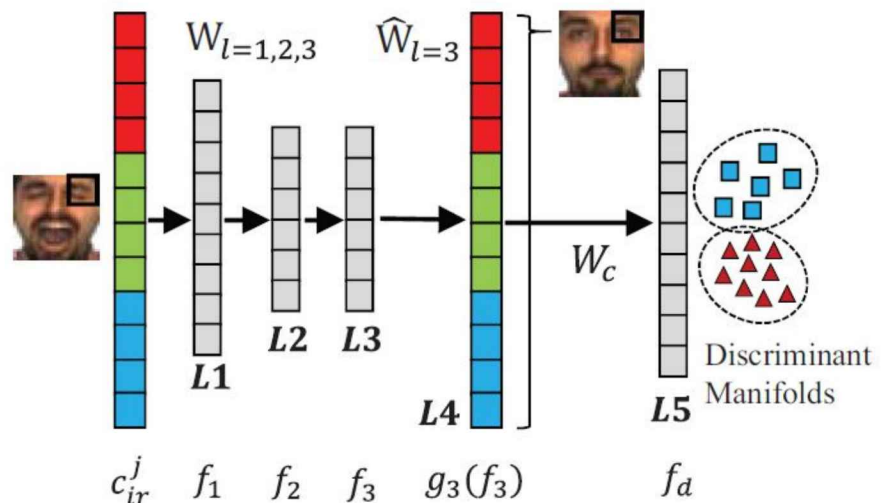 W_{l=1,2,3}
Ŵ_{l=3}
W_c
L1
L2
L3
L4
L5
Discriminant
Manifolds
c_{ir}^{j} f_1 f_2 f_3 g_3(f_3) f_d